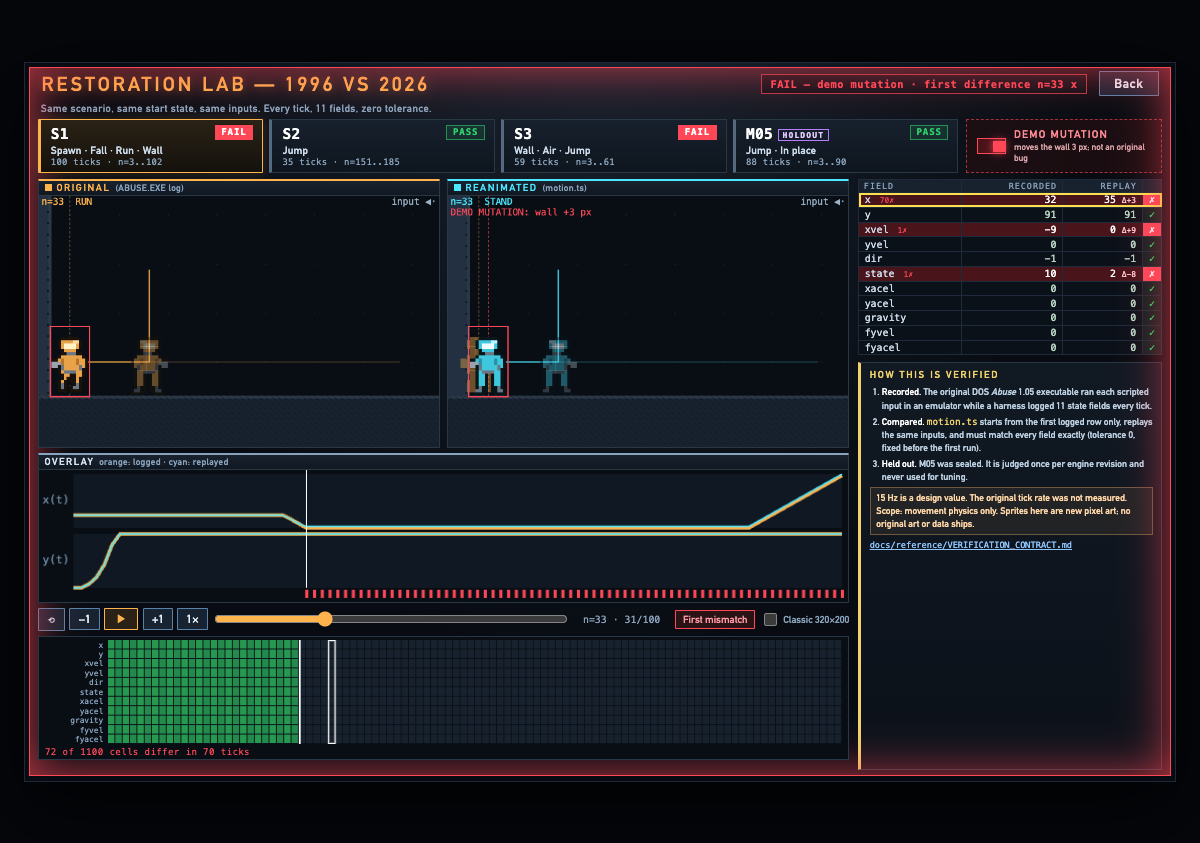 RESTORATION LAB — 1996 VS 2026
FAIL — demo mutation · first difference n=33 x
Back
Same scenario, same start state, same inputs. Every tick, 11 fields, zero tolerance.
S1 FAIL
Spawn · Fall · Run · Wall
100 ticks · n=3..102
S2 PASS
Jump
35 ticks · n=151..185
S3 FAIL
Wall · Air · Jump
59 ticks · n=3..61
M05 HOLDOUT PASS
Jump · In place
88 ticks · n=3..90
DEMO MUTATION
moves the wall 3 px; not an original
bug
ORIGINAL (ABUSE.EXE log)
n=33 RUN input ◀·
REANIMATED (motion.ts)
n=33 STAND input ◀·
DEMO MUTATION: wall +3 px
FIELD RECORDED REPLAY
x 70✗ 32 35 Δ+3 ✗
y 91 91 ✓
xvel 1✗ −9 0 Δ+9 ✗
yvel 0 0 ✓
dir −1 −1 ✓
state 1✗ 10 2 Δ−8 ✗
xacel 0 0 ✓
yacel 0 0 ✓
gravity 0 0 ✓
fyvel 0 0 ✓
fyacel 0 0 ✓
HOW THIS IS VERIFIED
1. Recorded. The original DOS Abuse 1.05 executable ran each scripted
input in an emulator while a harness logged 11 state fields every tick.
2. Compared. motion.ts starts from the first logged row only, replays
the same inputs, and must match every field exactly (tolerance 0,
fixed before the first run).
3. Held out. M05 was sealed. It is judged once per engine revision and
never used for tuning.
15 Hz is a design value. The original tick rate was not measured.
Scope: movement physics only. Sprites here are new pixel art; no
original art or data ships.
docs/reference/VERIFICATION_CONTRACT.md
OVERLAY orange: logged · cyan: replayed
x(t)
y(t)
⟲ −1 ▶ +1 1× n=33 · 31/100 First mismatch Classic 320×200
x
y
xvel
yvel
dir
state
xacel
yacel
gravity
fyvel
fyacel
72 of 1100 cells differ in 70 ticks